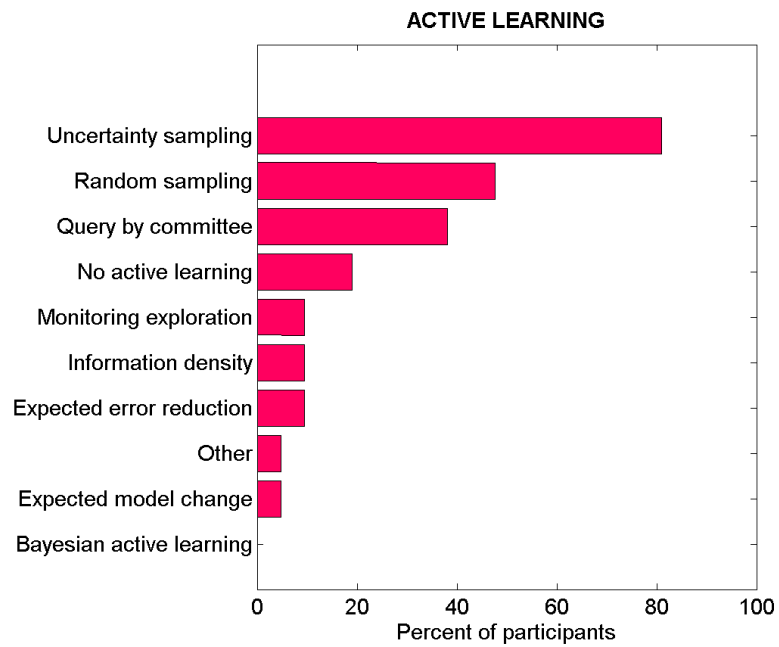 ACTIVE LEARNING
Uncertainty sampling
Random sampling
Query by committee
No active learning
Monitoring exploration
Information density
Expected error reduction
Other
Expected model change
Bayesian active learning
0 20 40 60 80 100
Percent of participants